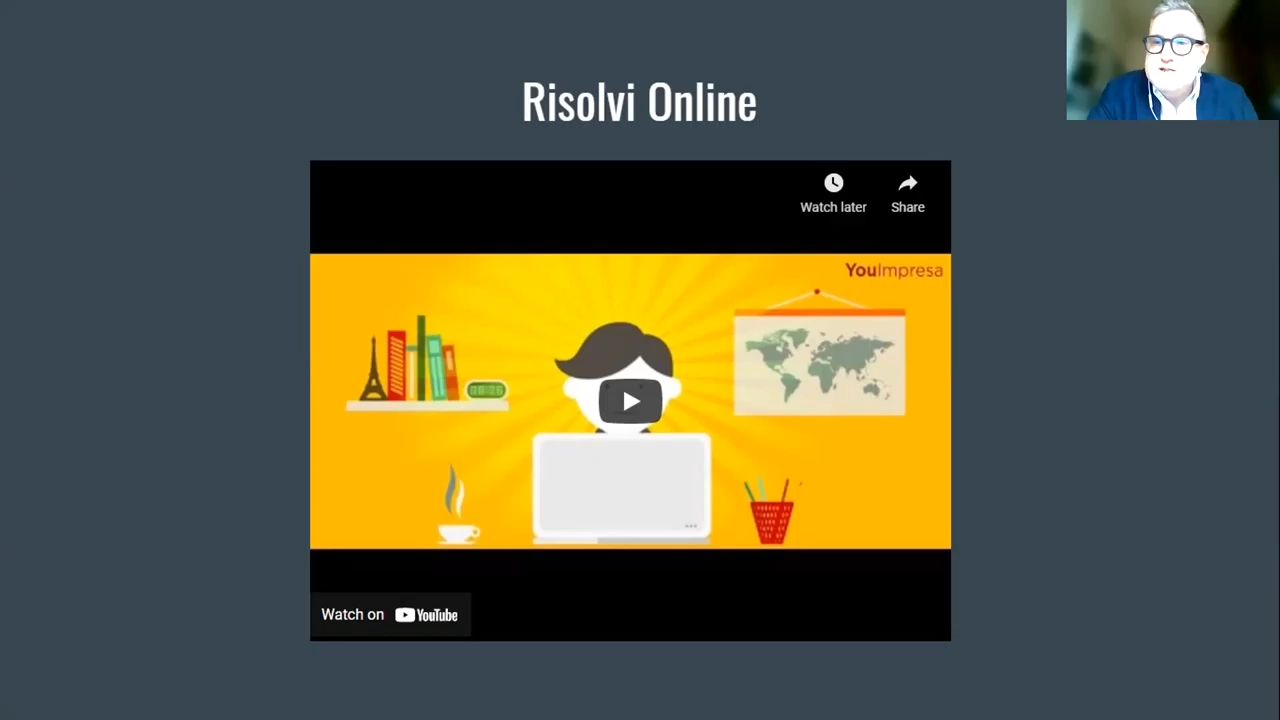 Risolvi Online
Watch later
Share
YouImpresa
Watch on YouTube